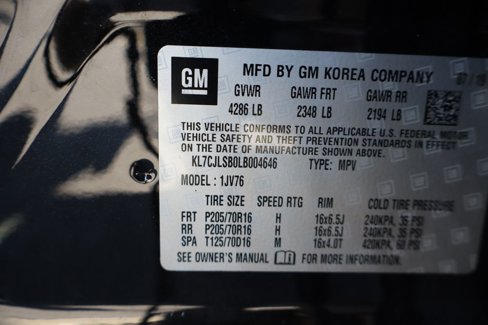 GM MFD BY GM KOREA COMPANY 07/19
GVWR GAWR FRT GAWR RR
4286 LB 2348 LB 2194 LB
THIS VEHICLE CONFORMS TO ALL APPLICABLE U.S. FEDERAL MOTOR
VEHICLE SAFETY AND THEFT PREVENTION STANDARDS IN EFFECT
ON THE DATE OF MANUFACTURE SHOWN ABOVE.
KL7CJLSB0LB004646 TYPE: MPV
MODEL: 1JV76
TIRE SIZE SPEED RTG RIM COLD TIRE PRESSURE
FRT P205/70R16 H 16x6.5J 240KPA, 35 PSI
RR P205/70R16 H 16x6.5J 240KPA, 35 PSI
SPA T125/70D16 M 16x4.0T 420KPA, 60 PSI
SEE OWNER'S MANUAL FOR ADDITIONAL INFORMATION